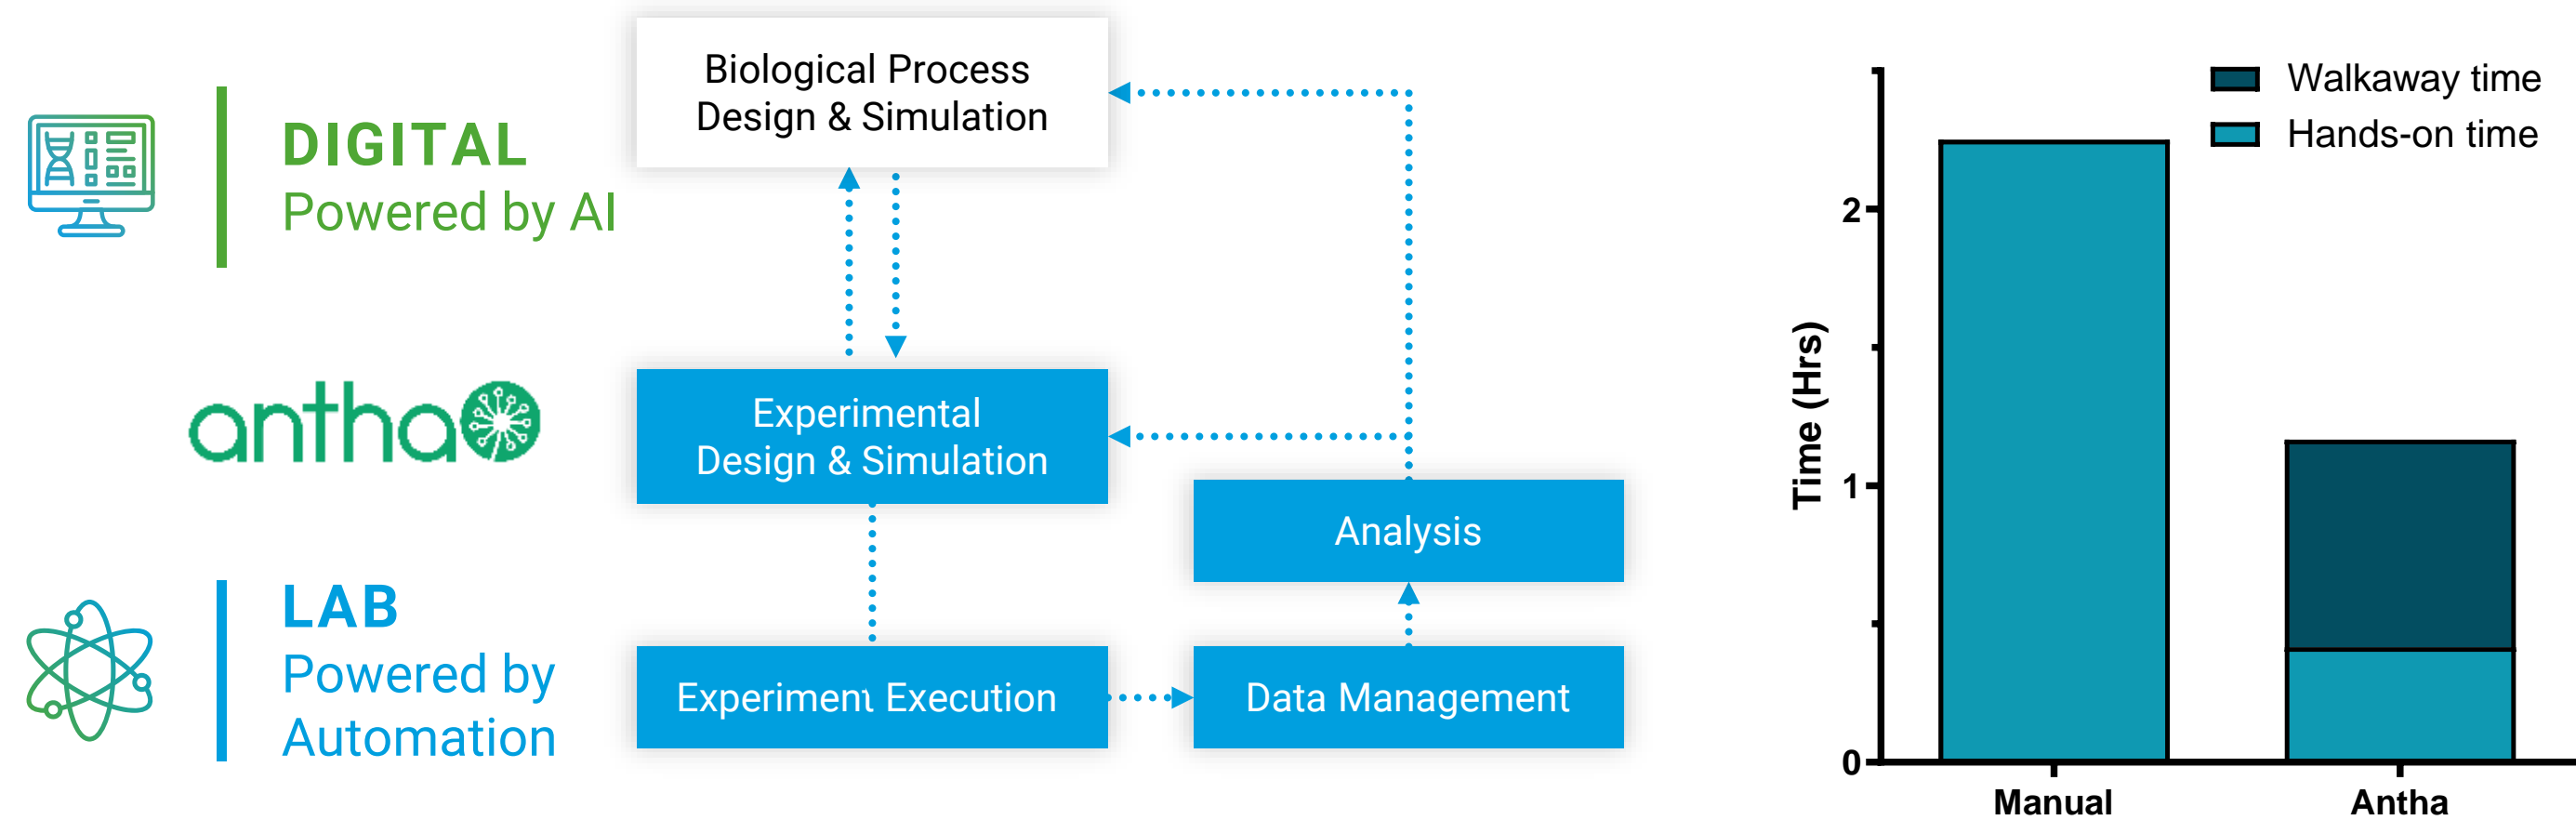 DIGITAL
Powered by AI
antha
LAB
Powered by
Automation
Biological Process
Design & Simulation
Experimental
Design & Simulation
Analysis
Experiment Execution
Data Management
Walkaway time
Hands-on time
Time (Hrs)
2
1
0
Manual
Antha